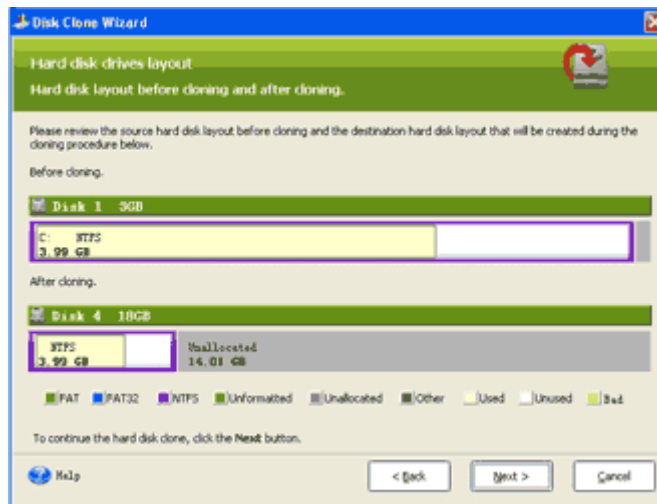 Disk Clone Wizard
Hard disk drives layout
Hard disk layout before cloning and after cloning.
Please review the source hard disk layout before cloning and the destination hard disk layout that will be created during the
cloning procedure below.
Before cloning.
Disk 1 3GB
C: NTFS
3.99 GB
After cloning.
Disk 4 18GB
NTFS
3.99 GB
Unallocated
14.01 GB
FAT FAT32 NTFS Unformatted Unallocated Other Used Unused Bad
To continue the hard disk clone, click the Next button.
Help < Back Next > Cancel